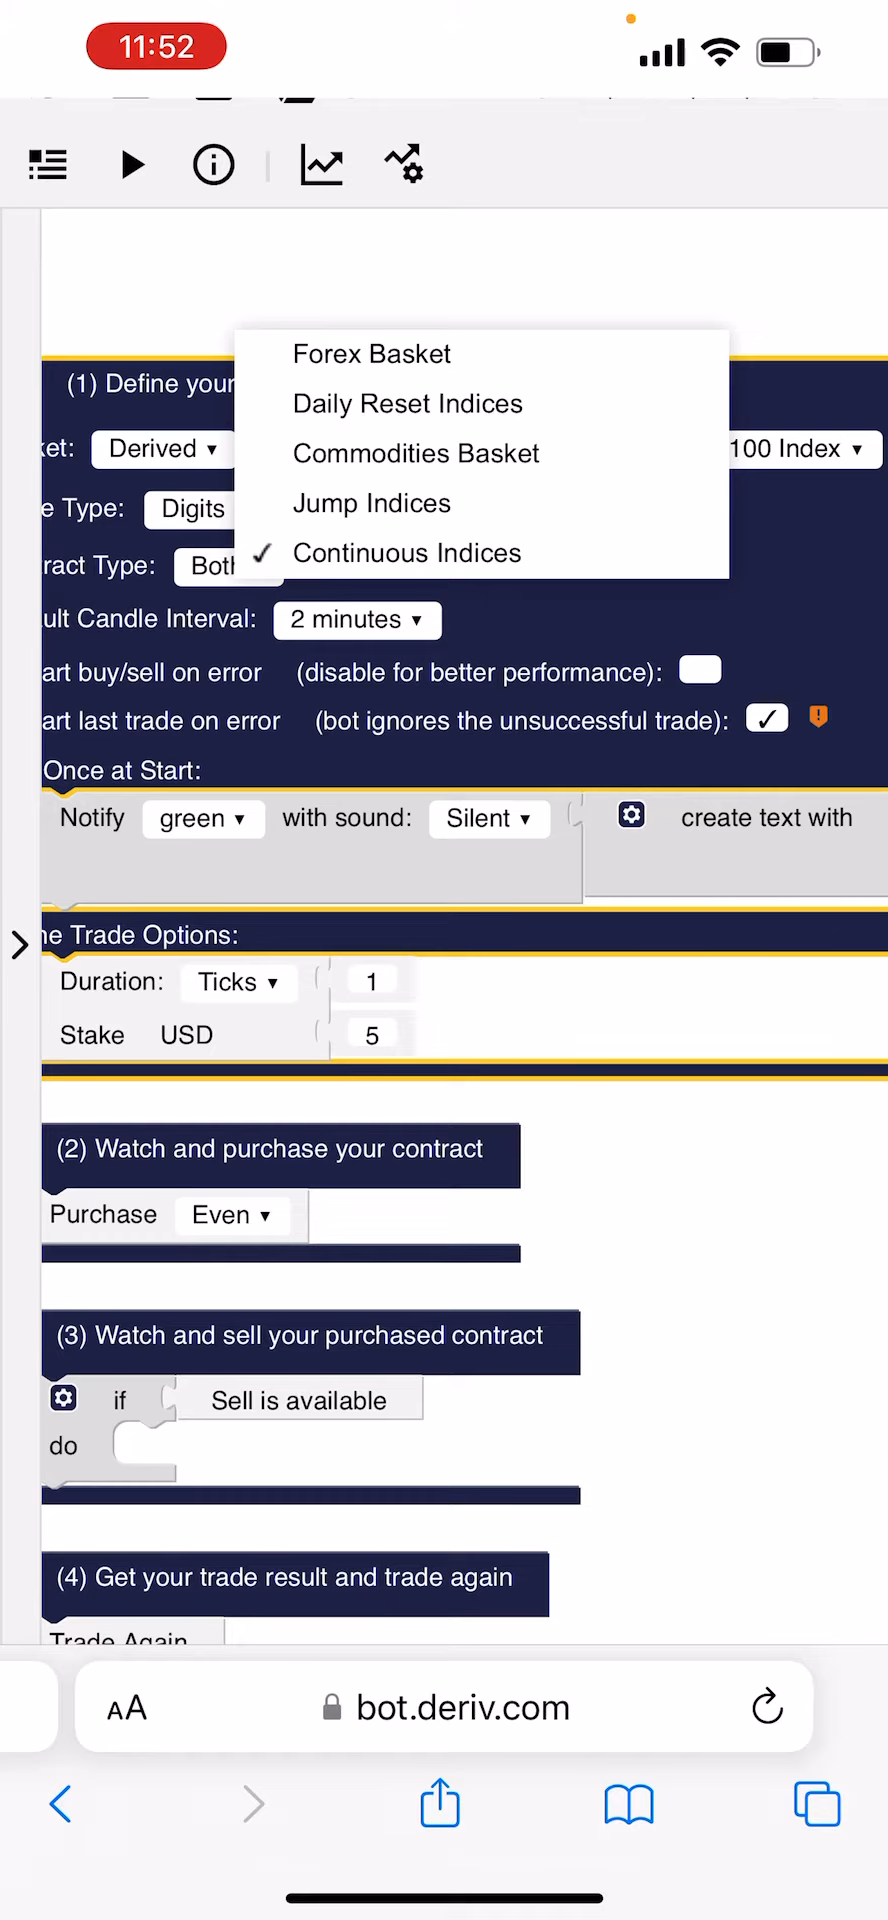 11:52
Forex Basket
(1) Define your
Daily Reset Indices
ket: Derived ▾ Commodities Basket 100 Index ▾
e Type: Digits Jump Indices
ract Type: Both ✓ Continuous Indices
ult Candle Interval: 2 minutes ▾
art buy/sell on error (disable for better performance):
art last trade on error (bot ignores the unsuccessful trade): ✓
Once at Start:
Notify green ▾ with sound: Silent ▾ create text with
ne Trade Options:
Duration: Ticks ▾ 1
Stake USD 5
(2) Watch and purchase your contract
Purchase Even ▾
(3) Watch and sell your purchased contract
if Sell is available
do
(4) Get your trade result and trade again
Trade Again
AA bot.deriv.com